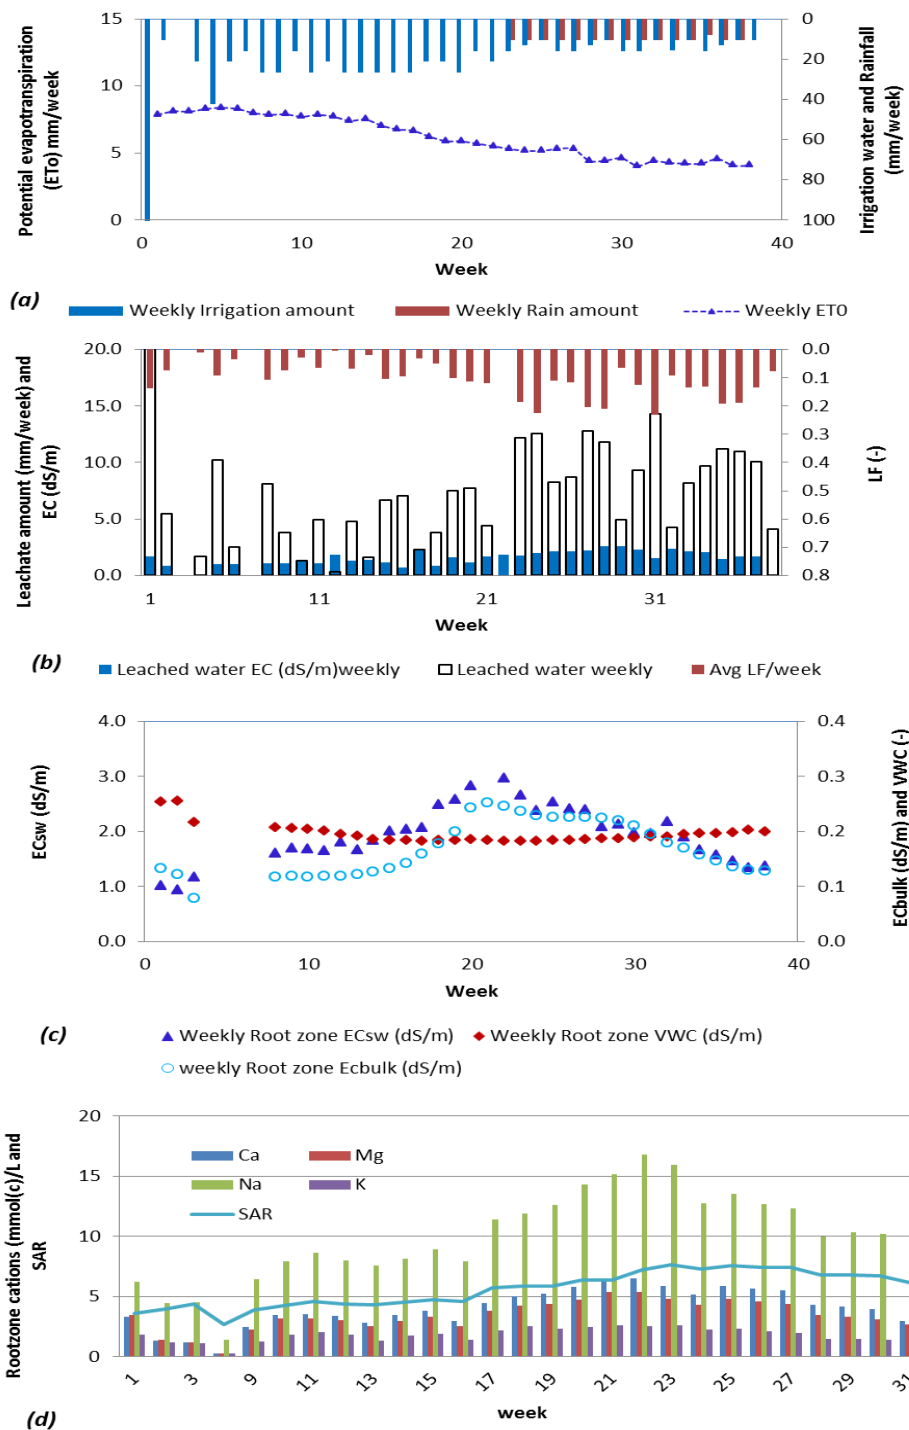 Potential evapotranspiration
(ETo) mm/week
15
10
5
0
0
20
40
60
80
100
Irrigation water and Rainfall
(mm/week)
0
10
20
30
40
Week
(a)
Weekly Irrigation amount
Weekly Rain amount
Weekly ET0
Leachate amount (mm/week) and
EC (dS/m)
20.0
15.0
10.0
5.0
0.0
0.0
0.1
0.2
0.3
0.4
0.5
0.6
0.7
0.8
LF (-)
1
11
21
31
Week
(b)
Leached water EC (dS/m)weekly
Leached water weekly
Avg LF/week
ECsw (dS/m)
4.0
3.0
2.0
1.0
0.0
0.4
0.3
0.2
0.1
0.0
ECbulk (dS/m) and VWC (-)
0
10
20
30
40
Week
(c)
Weekly Root zone ECsw (dS/m)
Weekly Root zone VWC (dS/m)
weekly Root zone Ecbulk (dS/m)
Rootzone cations (mmol(c)/L and
SAR
20
15
10
5
0
Ca
Mg
Na
K
SAR
1
3
9
11
13
15
17
19
21
23
25
27
29
31
week
(d)